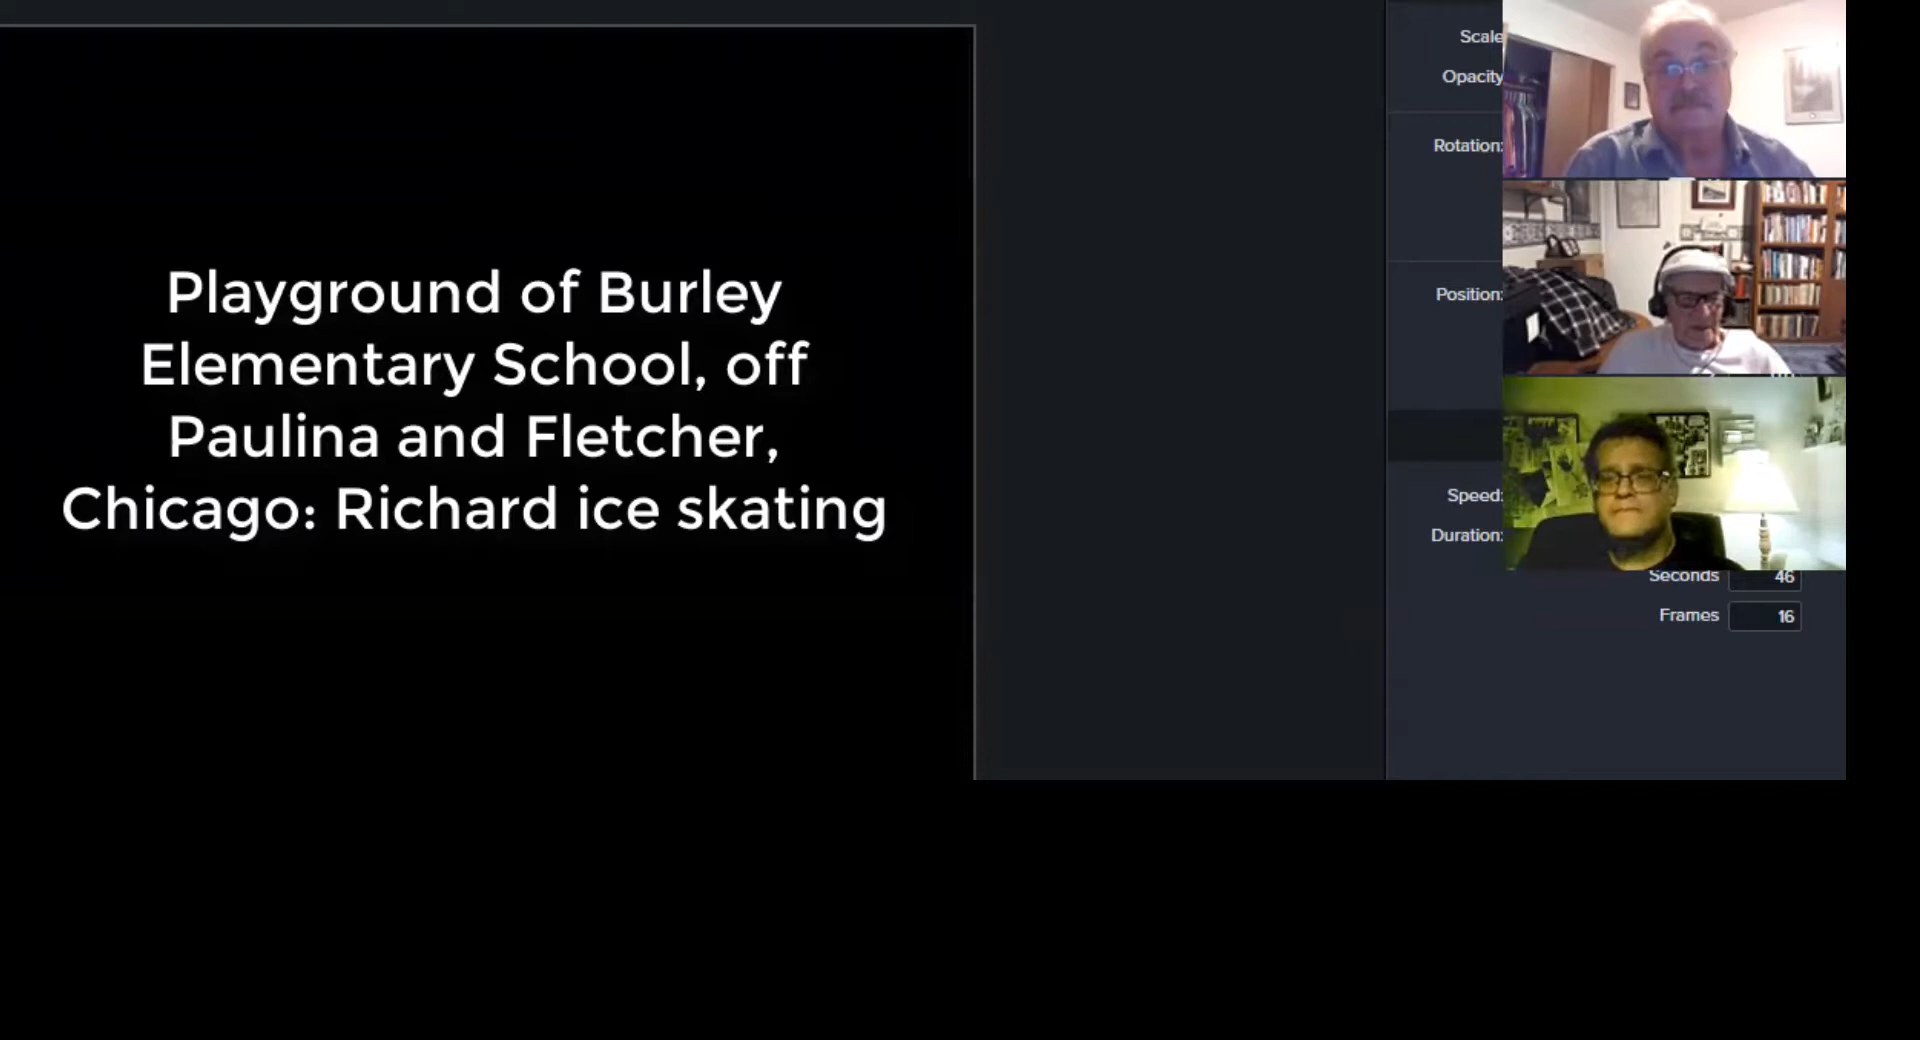 Playground of Burley
Elementary School, off
Paulina and Fletcher,
Chicago: Richard ice skating
Scale
Opacity
Rotation:
Position:
Speed:
Duration:
Seconds 46
Frames 16